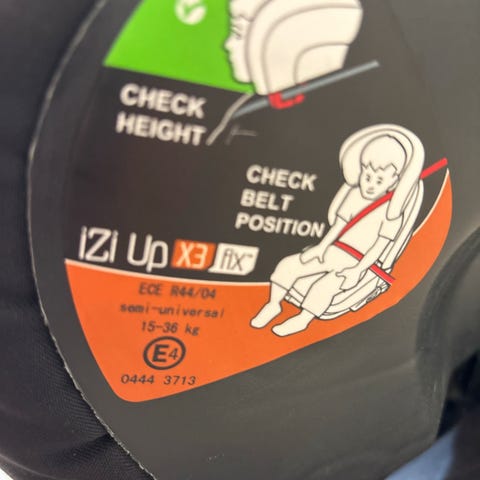 CHECK
HEIGHT
CHECK
BELT
POSITION
iZi Up X3 fix™
ECE R44/04
semi-universal
15-36 kg
E4
0444 3713